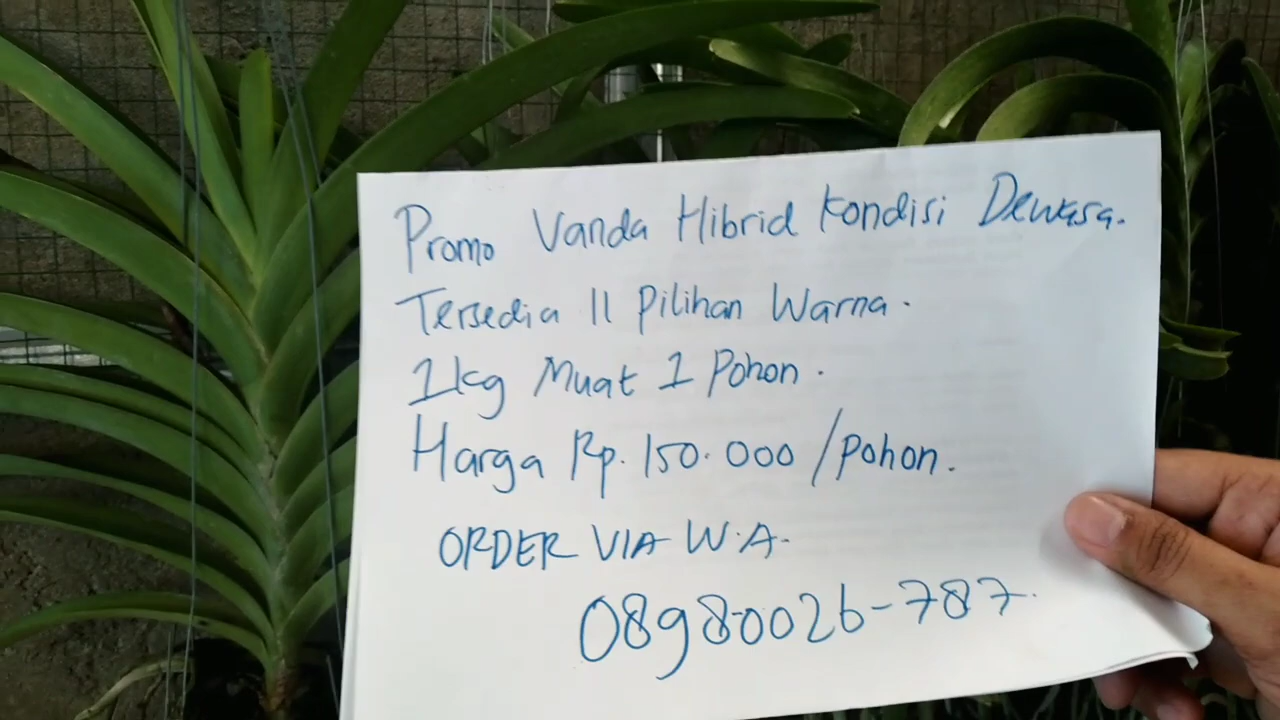 Promo Vanda Hibrid Kondisi Dewasa.
Tersedia 11 Pilihan Warna.
1kg Muat 1 Pohon.
Harga Rp. 150.000 /pohon.
ORDER VIA W.A.
08980026-787.